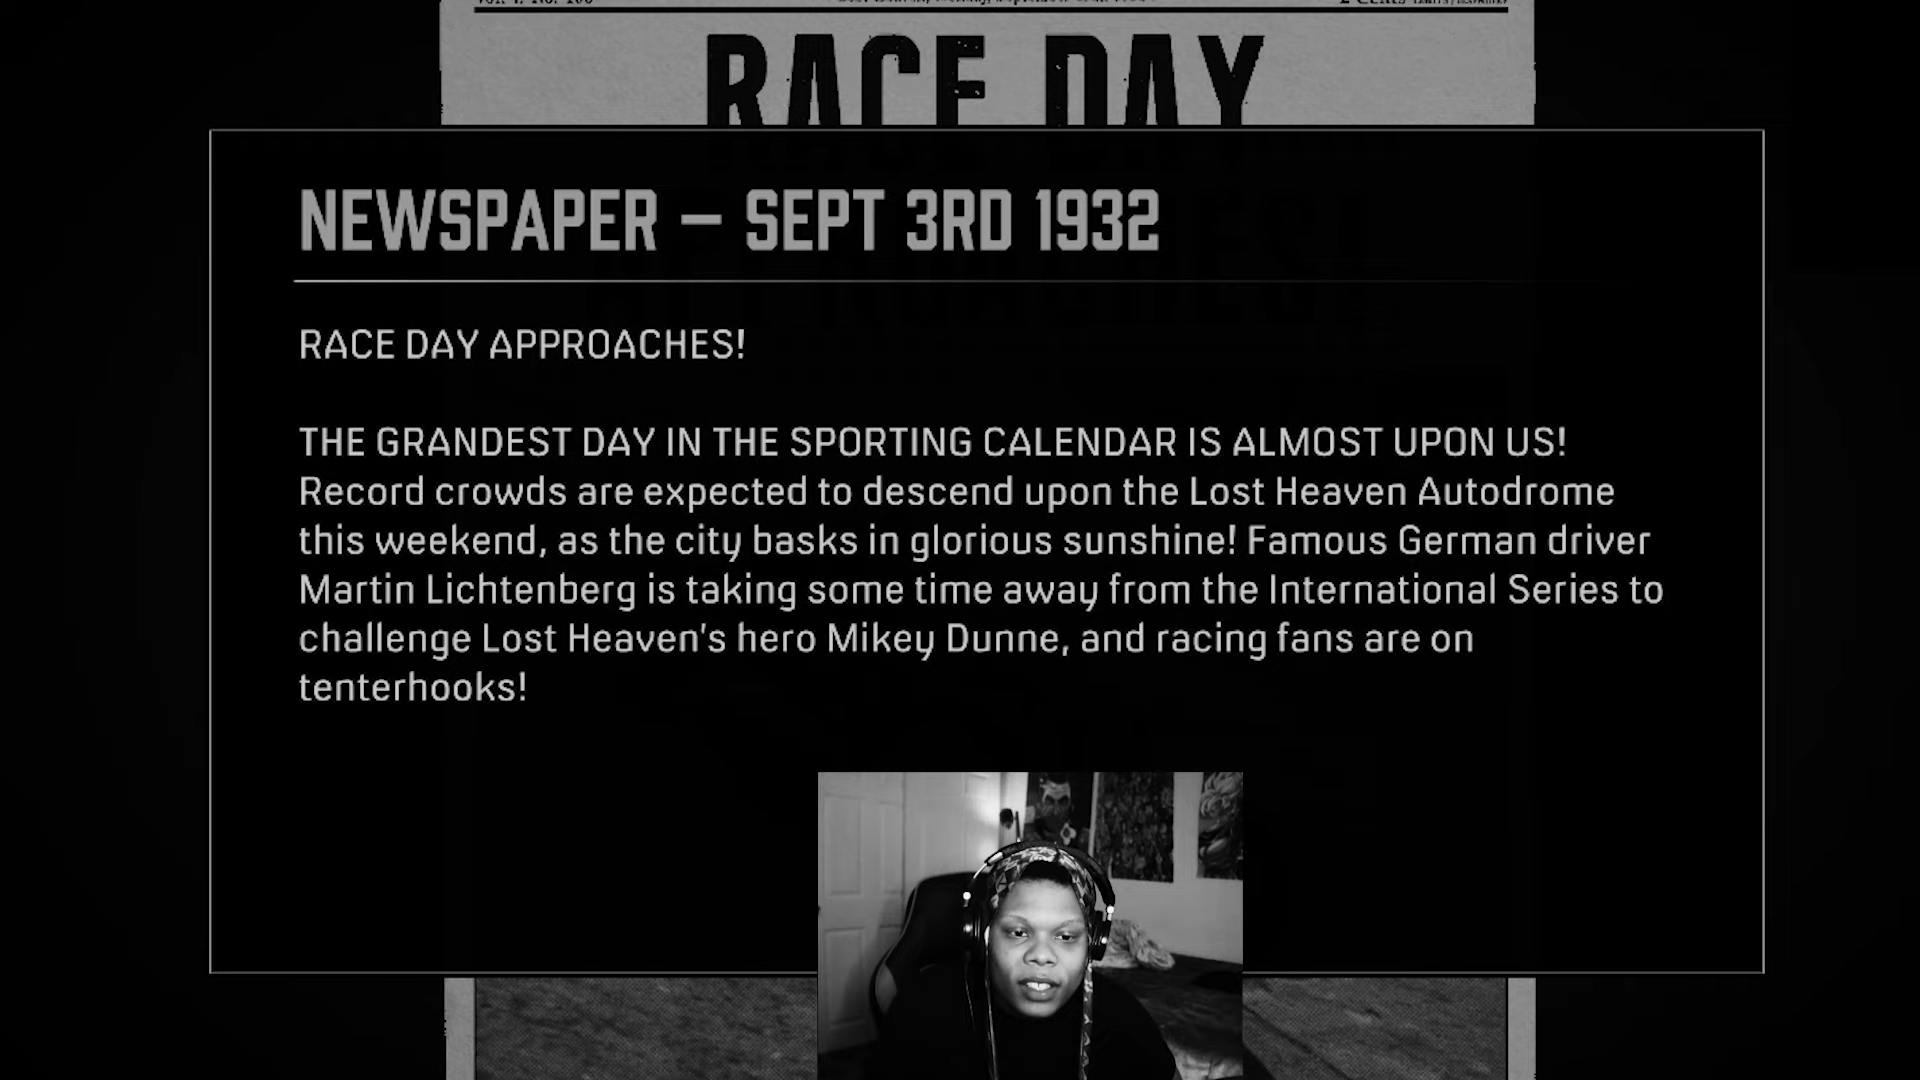 RACE DAY
NEWSPAPER – SEPT 3RD 1932
RACE DAY APPROACHES!
THE GRANDEST DAY IN THE SPORTING CALENDAR IS ALMOST UPON US!
Record crowds are expected to descend upon the Lost Heaven Autodrome
this weekend, as the city basks in glorious sunshine! Famous German driver
Martin Lichtenberg is taking some time away from the International Series to
challenge Lost Heaven's hero Mikey Dunne, and racing fans are on
tenterhooks!